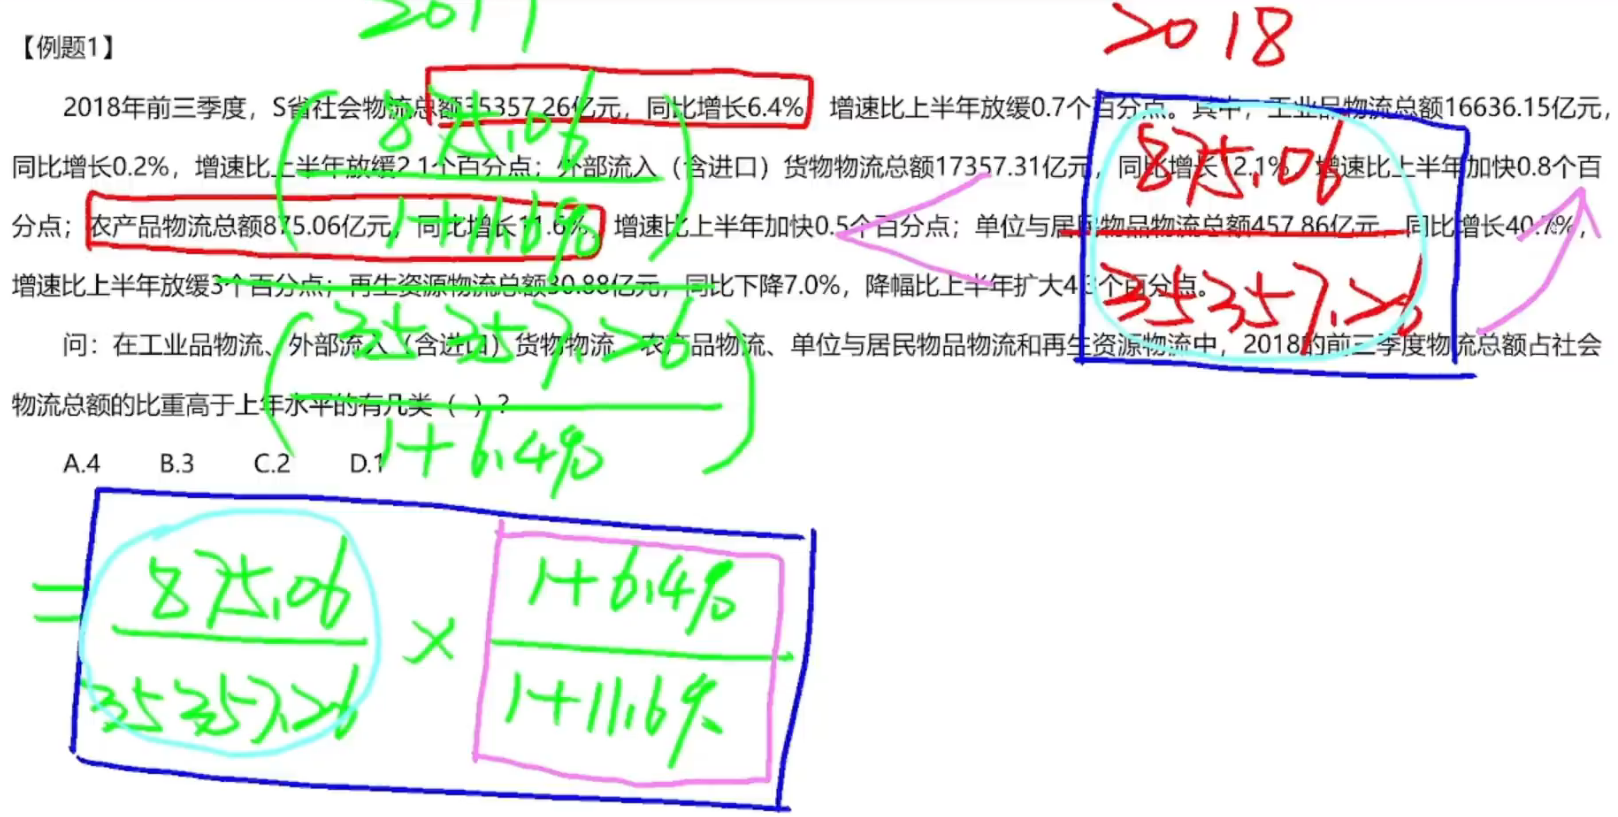 2017
2018
【例题1】
2018年前三季度，S省社会物流总额35357.26亿元，同比增长6.4%，增速比上半年放缓0.7个百分点。其中，工业品物流总额16636.15亿元，
同比增长0.2%，增速比上半年放缓2.1个百分点；外部流入（含进口）货物物流总额17357.31亿元，同比增长12.1%，增速比上半年加快0.8个百
分点；农产品物流总额875.06亿元，同比增长11.6%，增速比上半年加快0.5个百分点；单位与居民物品物流总额457.86亿元，同比增长40.7%，
增速比上半年放缓3个百分点；再生资源物流总额30.88亿元，同比下降7.0%，降幅比上半年扩大4.3个百分点。
问：在工业品物流、外部流入（含进口）货物物流、农产品物流、单位与居民物品物流和再生资源物流中，2018的前三季度物流总额占社会
物流总额的比重高于上年水平的有几类（ ）？
A.4 B.3 C.2 D.1
(875.06
1+11.6%)
(35357.26
1+6.4%)
875.06
35357.26
= 875.06
35357.26
×
1+6.4%
1+11.6%